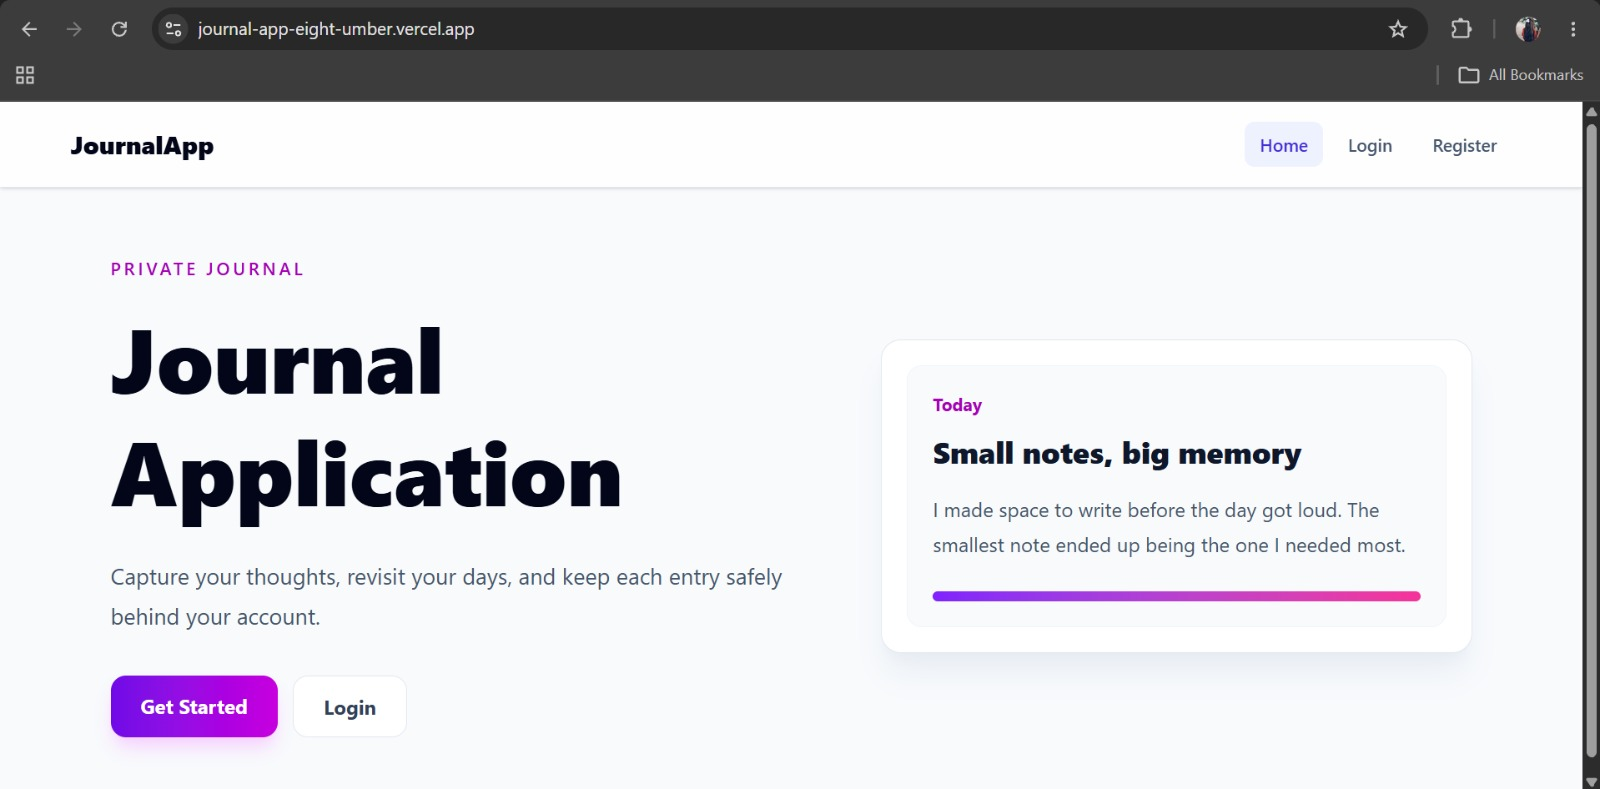 journal-app-eight-umber.vercel.app
All Bookmarks
JournalApp
Home
Login
Register
PRIVATE JOURNAL
Journal
Application
Capture your thoughts, revisit your days, and keep each entry safely
behind your account.
Get Started
Login
Today
Small notes, big memory
I made space to write before the day got loud. The
smallest note ended up being the one I needed most.